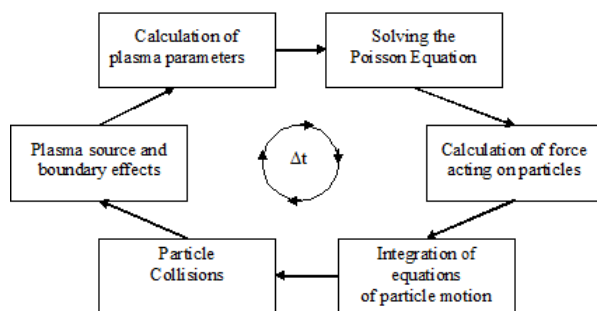 Calculation of
plasma parameters
Solving the
Poisson Equation
Plasma source and
boundary effects
Δt
Calculation of force
acting on particles
Particle
Collisions
Integration of
equations
of particle motion